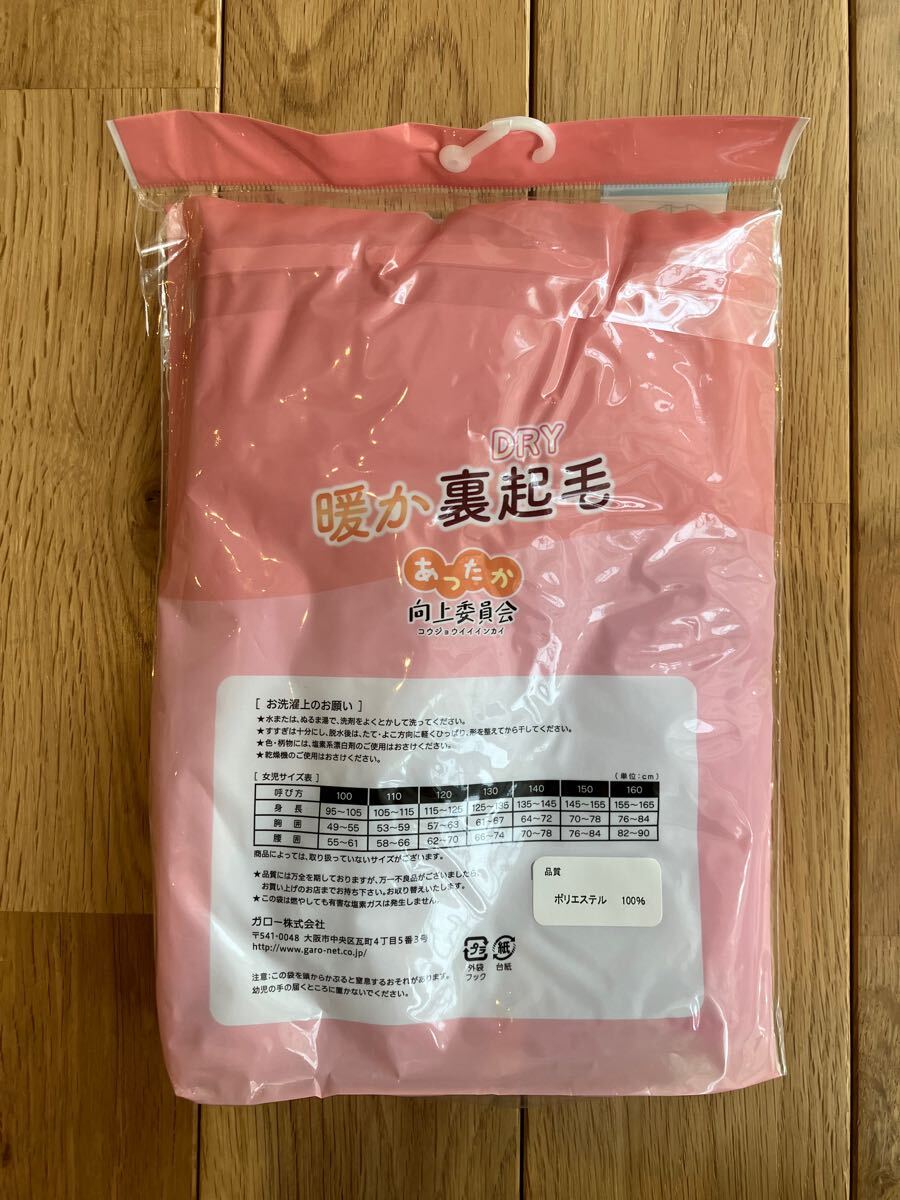 DRY
暖か裏起毛
あったか
向上委員会
コウジョウイイインカイ
[ お洗濯上のお願い ]
★水または、ぬるま湯で、洗剤をよくとかして洗ってください。
★すすぎは十分にし、脱水後は、たて・よこ方向に軽くひっぱり、形を整えてから干してください。
★色・柄物には、塩素系漂白剤のご使用はおさけください。
★乾燥機のご使用はおさけください。
[ 女児サイズ表 ] (単位:cm)
呼び方 100 110 120 130 140 150 160
身長 95〜105 105〜115 115〜125 125〜135 135〜145 145〜155 155〜165
胸囲 49〜55 53〜59 57〜63 61〜67 64〜72 70〜78 76〜84
腰囲 55〜61 58〜66 62〜70 66〜74 70〜78 76〜84 82〜90
商品によっては、取り扱っていないサイズがございます。
★品質には万全を期しておりますが、万一不良品がございましたら、
お買い上げのお店までお持ち下さい。お取り替えいたします。
★この袋は燃やしても有害な塩素ガスは発生しません。
品質
ポリエステル 100%
ガロー株式会社
〒541-0048 大阪市中央区瓦町4丁目5番3号
http://www.garo-net.co.jp/
プラ 紙
外袋 台紙
フック
注意:この袋を頭からかぶると窒息するおそれがあります。
幼児の手の届くところに置かないでください。